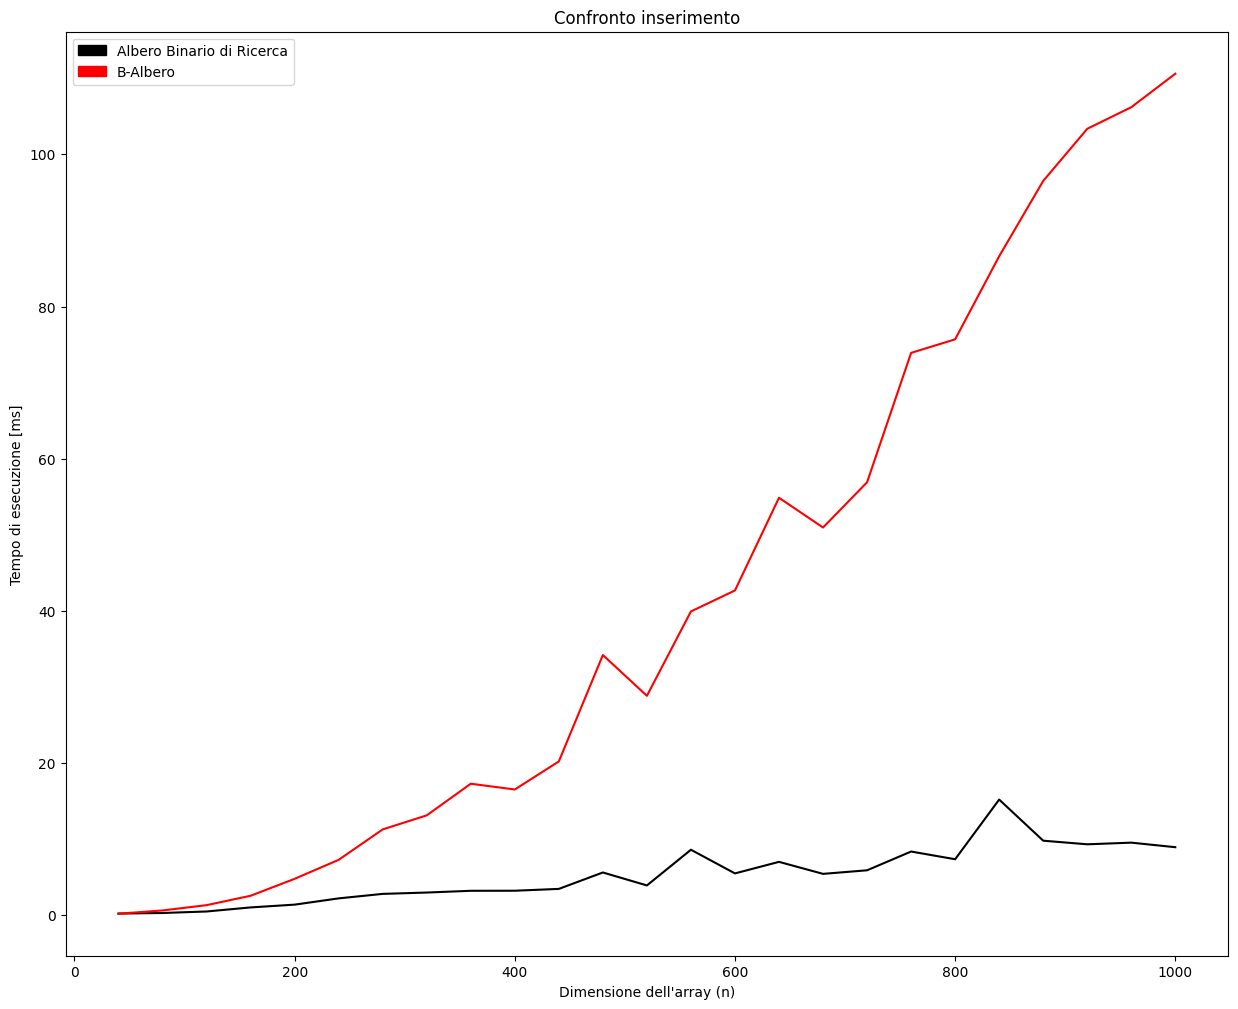 Confronto inserimento
Albero Binario di Ricerca
B-Albero
Tempo di esecuzione [ms]
100
80
60
40
20
0
0
200
400
600
800
1000
Dimensione dell'array (n)